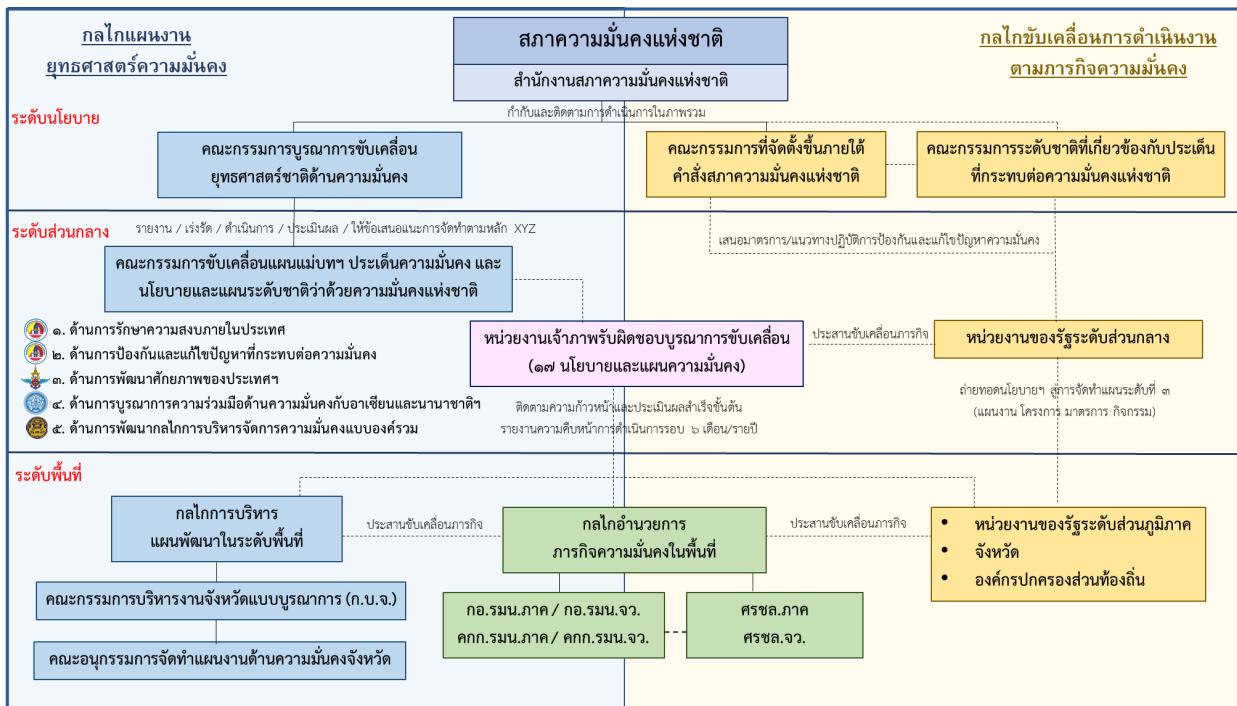 กลไกแผนงาน
ยุทธศาสตร์ความมั่นคง
สภาความมั่นคงแห่งชาติ
สำนักงานสภาความมั่นคงแห่งชาติ
กลไกขับเคลื่อนการดำเนินงาน
ตามภารกิจความมั่นคง
ระดับนโยบาย
กำกับและติดตามการดำเนินการในภาพรวม
คณะกรรมการบูรณาการขับเคลื่อน
ยุทธศาสตร์ชาติด้านความมั่นคง
คณะกรรมการที่จัดตั้งขึ้นภายใต้
คำสั่งสภาความมั่นคงแห่งชาติ
คณะกรรมการระดับชาติที่เกี่ยวข้องกับประเด็น
ที่กระทบต่อความมั่นคงแห่งชาติ
ระดับส่วนกลาง
รายงาน / เร่งรัด / ดำเนินการ / ประเมินผล / ให้ข้อเสนอแนะการจัดทำตามหลัก XYZ
เสนอมาตรการ/แนวทางปฏิบัติการป้องกันและแก้ไขปัญหาความมั่นคง
คณะกรรมการขับเคลื่อนแผนแม่บทฯ ประเด็นความมั่นคง และ
นโยบายและแผนระดับชาติว่าด้วยความมั่นคงแห่งชาติ
๑. ด้านการรักษาความสงบภายในประเทศ
๒. ด้านการป้องกันและแก้ไขปัญหาที่กระทบต่อความมั่นคง
๓. ด้านการพัฒนาศักยภาพของประเทศฯ
๔. ด้านการบูรณาการความร่วมมือด้านความมั่นคงกับอาเซียนและนานาชาติฯ
๕. ด้านการพัฒนากลไกการบริหารจัดการความมั่นคงแบบองค์รวม
หน่วยงานเจ้าภาพรับผิดชอบบูรณาการขับเคลื่อน
(๑๗ นโยบายและแผนความมั่นคง)
ประสานขับเคลื่อนภารกิจ
หน่วยงานของรัฐระดับส่วนกลาง
ติดตามความก้าวหน้าและประเมินผลสำเร็จขั้นต้น
รายงานความคืบหน้าการดำเนินการรอบ ๖ เดือน/รายปี
ถ่ายทอดนโยบายฯ สู่การจัดทำแผนระดับที่ ๓
(แผนงาน โครงการ มาตรการ กิจกรรม)
ระดับพื้นที่
กลไกการบริหาร
แผนพัฒนาในระดับพื้นที่
ประสานขับเคลื่อนภารกิจ
กลไกอำนวยการ
ภารกิจความมั่นคงในพื้นที่
ประสานขับเคลื่อนภารกิจ
• หน่วยงานของรัฐระดับส่วนภูมิภาค
• จังหวัด
• องค์กรปกครองส่วนท้องถิ่น
คณะกรรมการบริหารงานจังหวัดแบบบูรณาการ (ก.บ.จ.)
คณะอนุกรรมการจัดทำแผนงานด้านความมั่นคงจังหวัด
กอ.รมน.ภาค / กอ.รมน.จว.
คกก.รมน.ภาค / คกก.รมน.จว.
ศรชล.ภาค
ศรชล.จว.